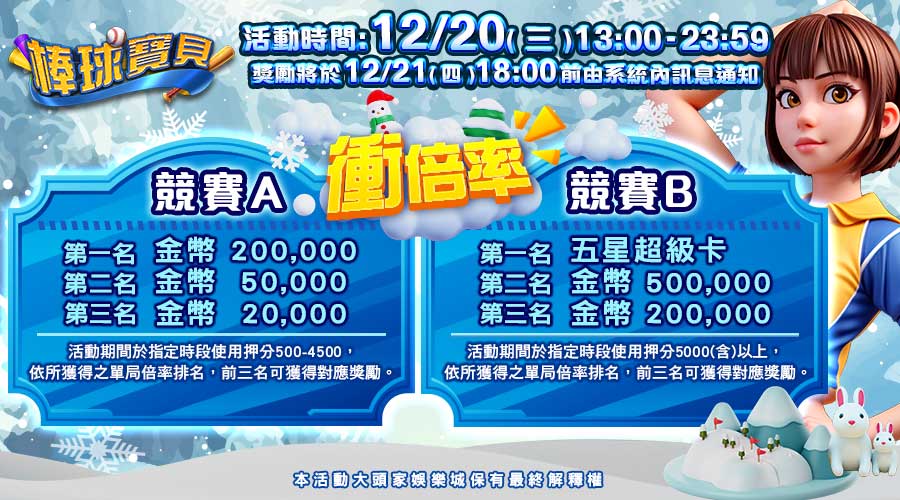 棒球寶貝
活動時間:12/20(三)13:00-23:59
獎勵將於12/21(四)18:00前由系統內訊息通知
衝倍率
競賽A
第一名 金幣 200,000
第二名 金幣 50,000
第三名 金幣 20,000
活動期間於指定時段使用押分500-4500，
依所獲得之單局倍率排名，前三名可獲得對應獎勵。
競賽B
第一名 五星超級卡
第二名 金幣 500,000
第三名 金幣 200,000
活動期間於指定時段使用押分5000(含)以上，
依所獲得之單局倍率排名，前三名可獲得對應獎勵。
本活動大頭家娛樂城保有最終解釋權